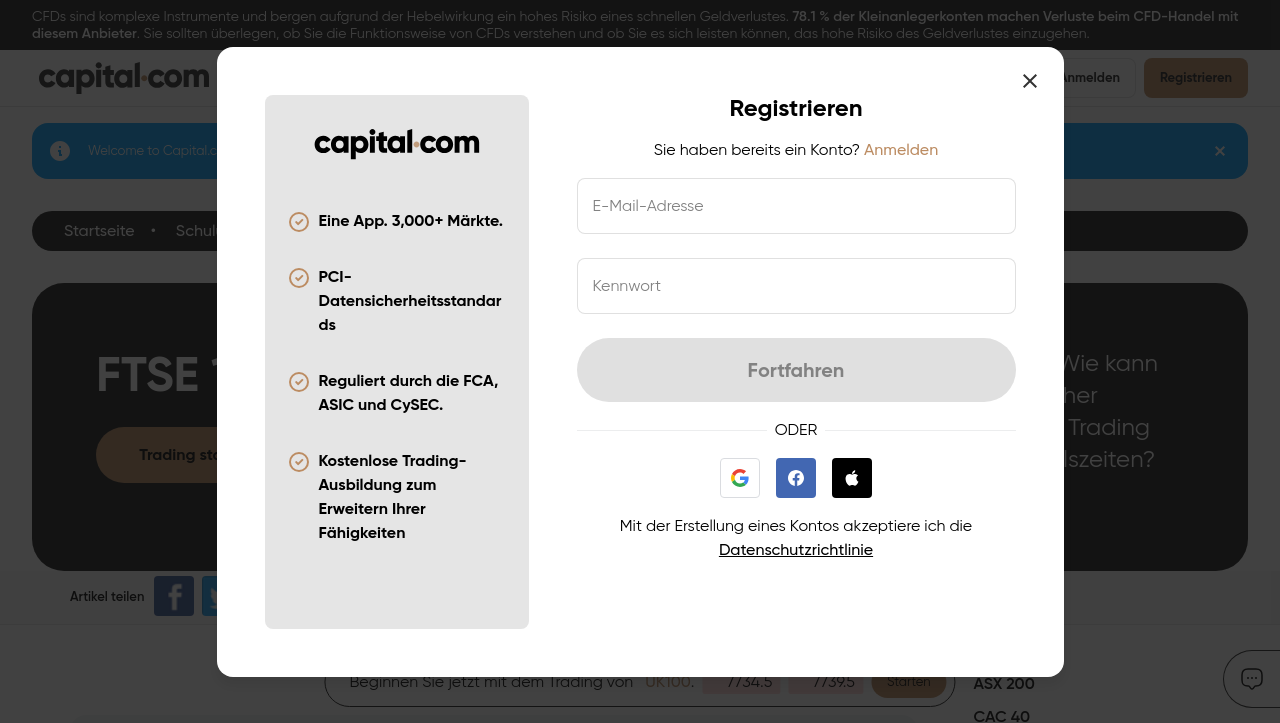 CFDs sind komplexe Instrumente und bergen aufgrund der Hebelwirkung ein hohes Risiko eines schnellen Geldverlustes. 78.1 % der Kleinanlegerkonten machen Verluste beim CFD-Handel mit
diesem Anbieter. Sie sollten überlegen, ob Sie die Funktionsweise von CFDs verstehen und ob Sie es sich leisten können, das hohe Risiko des Geldverlustes einzugehen.
capital.com
Anmelden
Registrieren
Welcome to Capital.c
Startseite
FTSE
Trading
Wie kann
Trading
Artikel teilen
Beginnen Sie jetzt mit dem Trading von UK100. 7734.5 7739.5 Starten
ASX 200
CAC 40
capital.com
Eine App. 3,000+ Märkte.
PCI-
Datensicherheitsstandar
ds
Reguliert durch die FCA,
ASIC und CySEC.
Kostenlose Trading-
Ausbildung zum
Erweitern Ihrer
Fähigkeiten
Registrieren
Sie haben bereits ein Konto? Anmelden
E-Mail-Adresse
Kennwort
Fortfahren
ODER
Mit der Erstellung eines Kontos akzeptiere ich die
Datenschutzrichtlinie